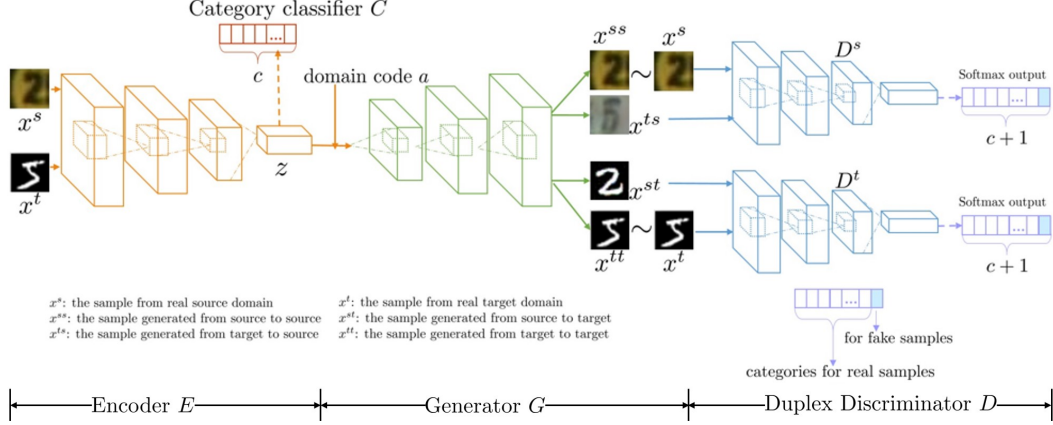 Category classifier C
c
domain code a
x^s
x^t
z
x^{ss}
∼
x^s
x^{ts}
x^{st}
x^{tt}
∼
x^t
D^s
Softmax output
...
c + 1
D^t
Softmax output
...
c + 1
x^s: the sample from real source domain
x^{ss}: the sample generated from source to source
x^{ts}: the sample generated from target to source
x^t: the sample from real target domain
x^{st}: the sample generated from source to target
x^{tt}: the sample generated from target to target
...
for fake samples
categories for real samples
Encoder E
Generator G
Duplex Discriminator D